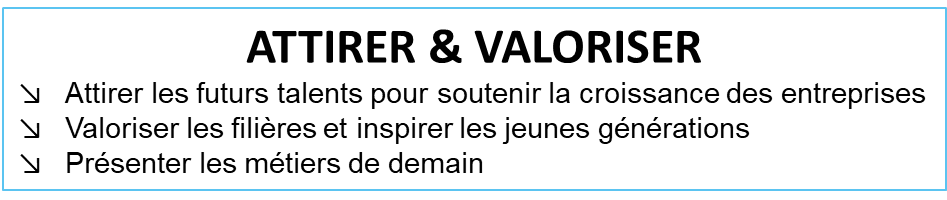 ATTIRER & VALORISER
↘ Attirer les futurs talents pour soutenir la croissance des entreprises
↘ Valoriser les filières et inspirer les jeunes générations
↘ Présenter les métiers de demain